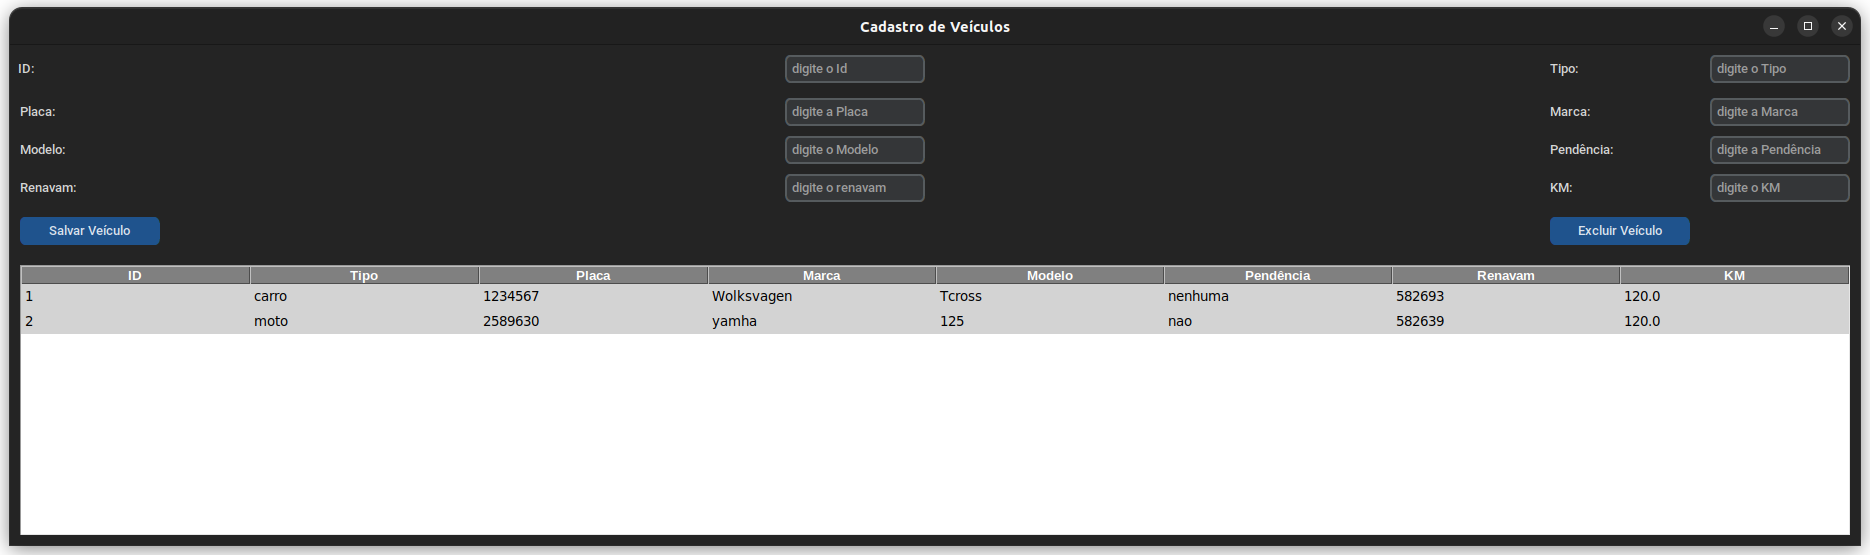 Cadastro de Veículos
ID: digite o Id Tipo: digite o Tipo
Placa: digite a Placa Marca: digite a Marca
Modelo: digite o Modelo Pendência: digite a Pendência
Renavam: digite o renavam KM: digite o KM
Salvar Veículo Excluir Veículo
ID Tipo Placa Marca Modelo Pendência Renavam KM
1 carro 1234567 Wolksvagen Tcross nenhuma 582693 120.0
2 moto 2589630 yamha 125 nao 582639 120.0